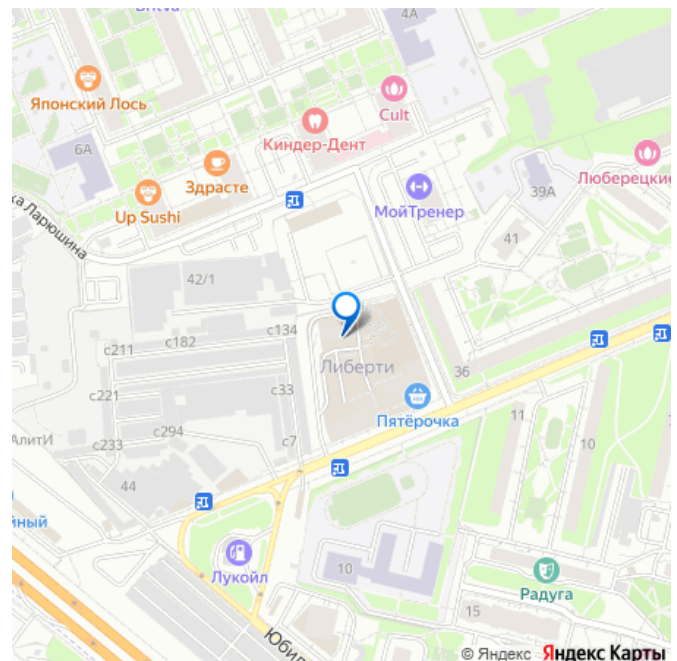 4А
Японский Лось
Киндер-Дент
Cult
6А
Здрасте
Люберецкие
Up Sushi
МойТренер
39А
ка Ларюшина
41
42/1
с134
с182
с211
Либерти
36
с221
с33
Пятёрочка
11
10
АлитИ
с233
с294
с7
44
йный
Лукойл
10
Радуга
15
Юбил
© Яндекс Яндекс Карты